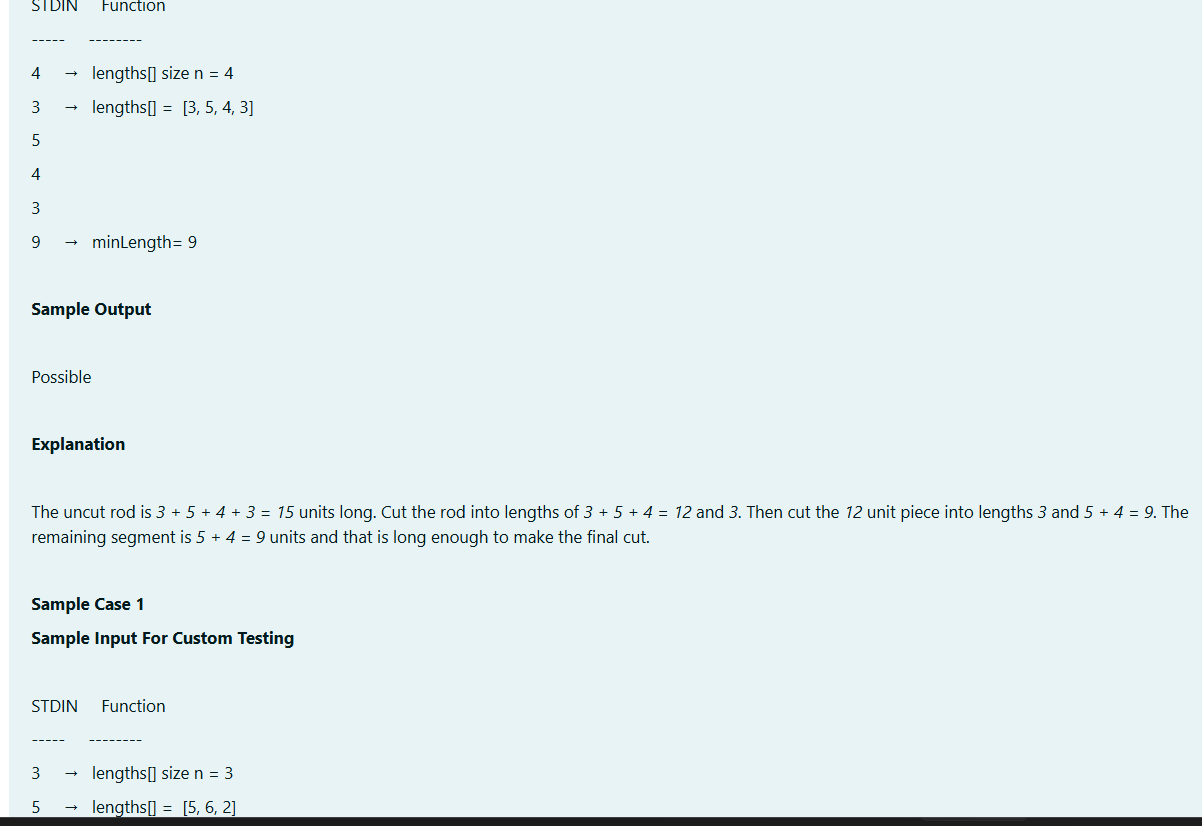 STDIN Function
----- --------
4 → lengths[] size n = 4
3 → lengths[] = [3, 5, 4, 3]
5
4
3
9 → minLength= 9
Sample Output
Possible
Explanation
The uncut rod is 3 + 5 + 4 + 3 = 15 units long. Cut the rod into lengths of 3 + 5 + 4 = 12 and 3. Then cut the 12 unit piece into lengths 3 and 5 + 4 = 9. The
remaining segment is 5 + 4 = 9 units and that is long enough to make the final cut.
Sample Case 1
Sample Input For Custom Testing
STDIN Function
----- --------
3 → lengths[] size n = 3
5 → lengths[] = [5, 6, 2]